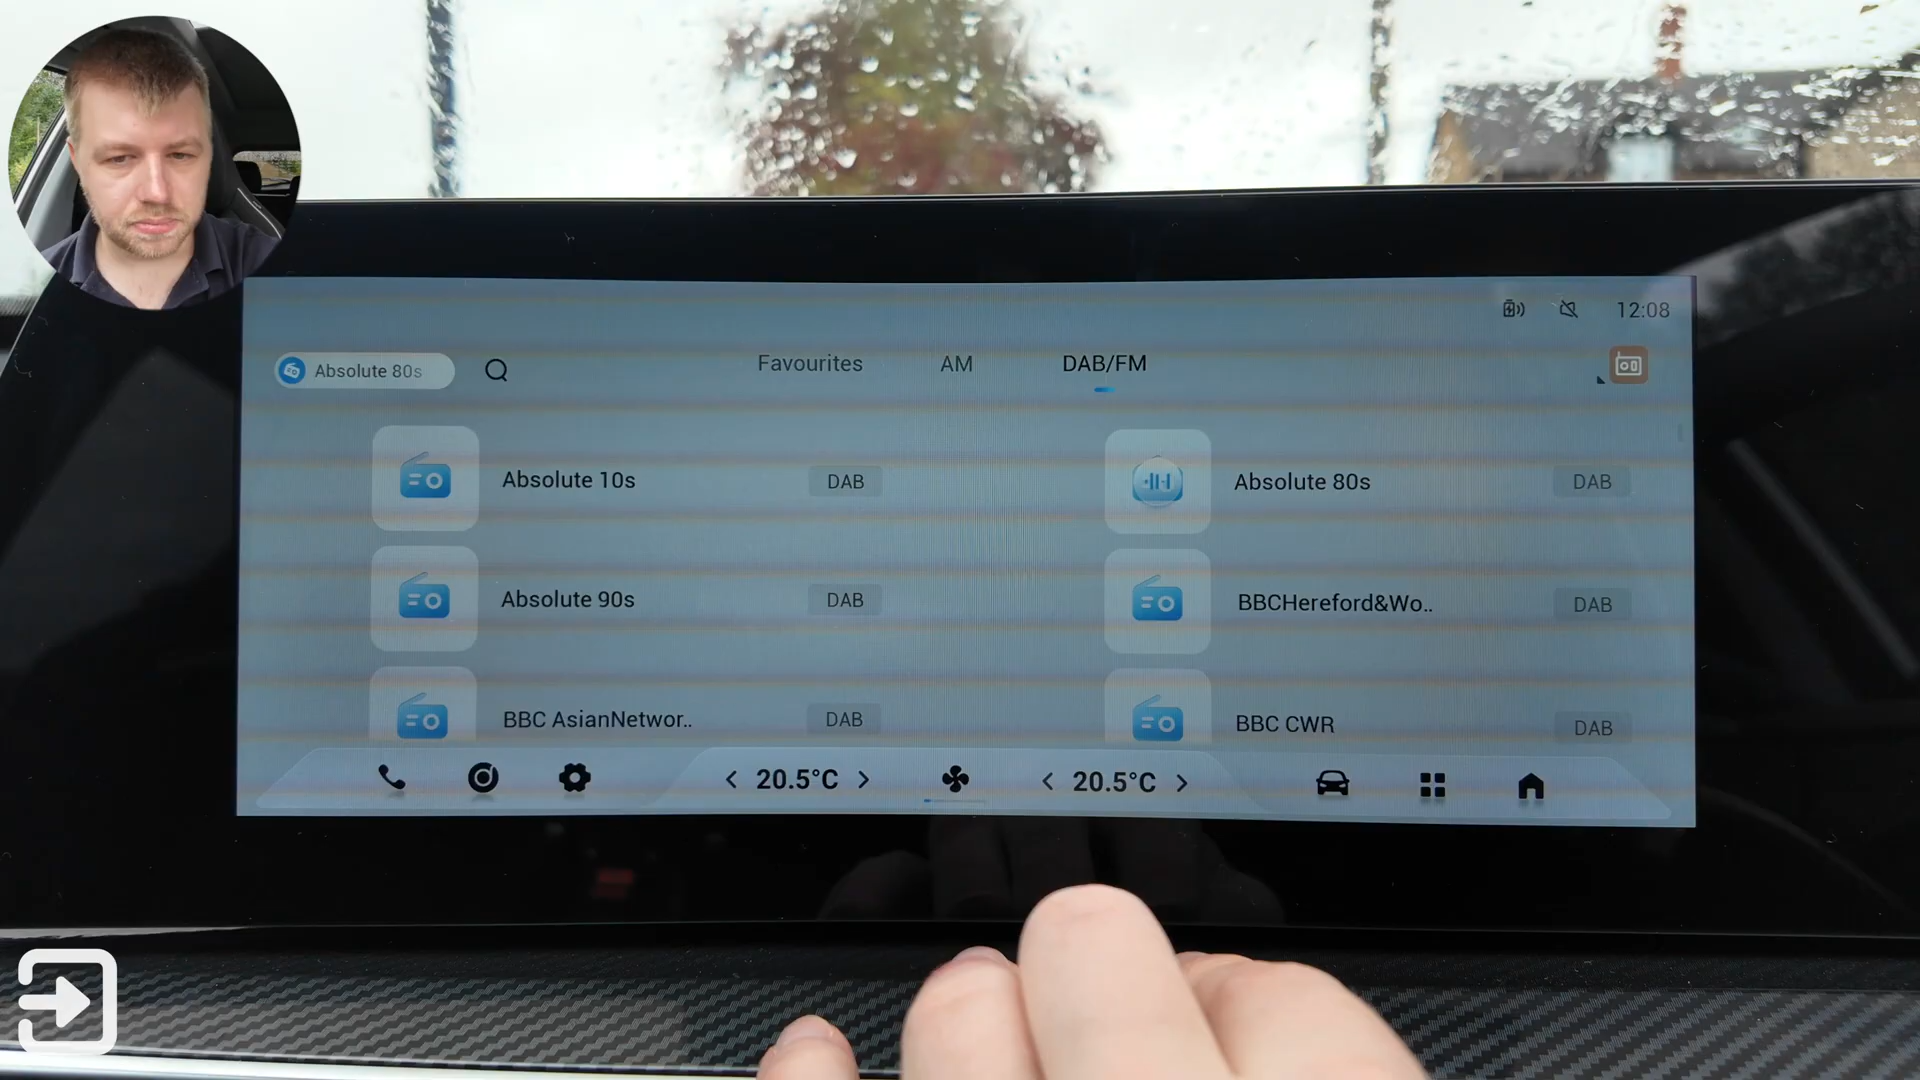 12:08
Absolute 80s
Favourites
AM
DAB/FM
Absolute 10s
DAB
Absolute 80s
DAB
Absolute 90s
DAB
BBCHereford&Wo..
DAB
BBC AsianNetwor..
DAB
BBC CWR
DAB
20.5°C
20.5°C